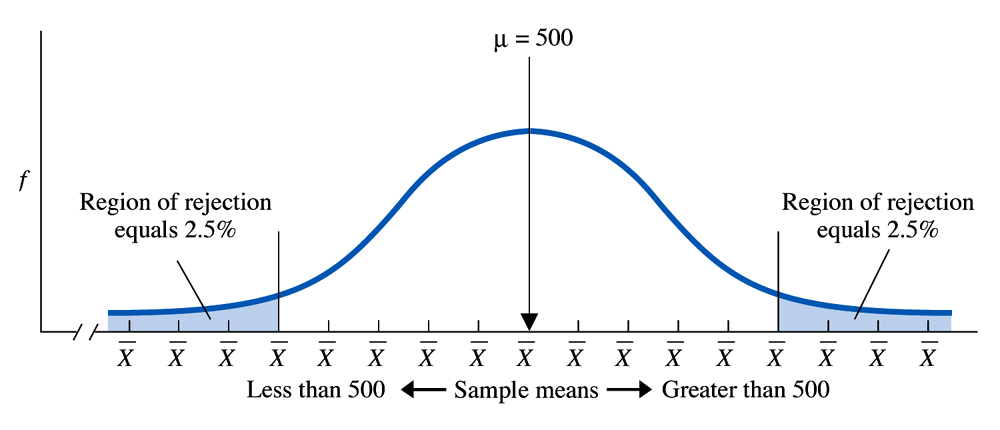 μ = 500
f
Region of rejection
equals 2.5%
Region of rejection
equals 2.5%
X̅ X̅ X̅ X̅ X̅ X̅ X̅ X̅ X̅ X̅ X̅ X̅ X̅ X̅ X̅ X̅ X̅
Less than 500 ← Sample means → Greater than 500